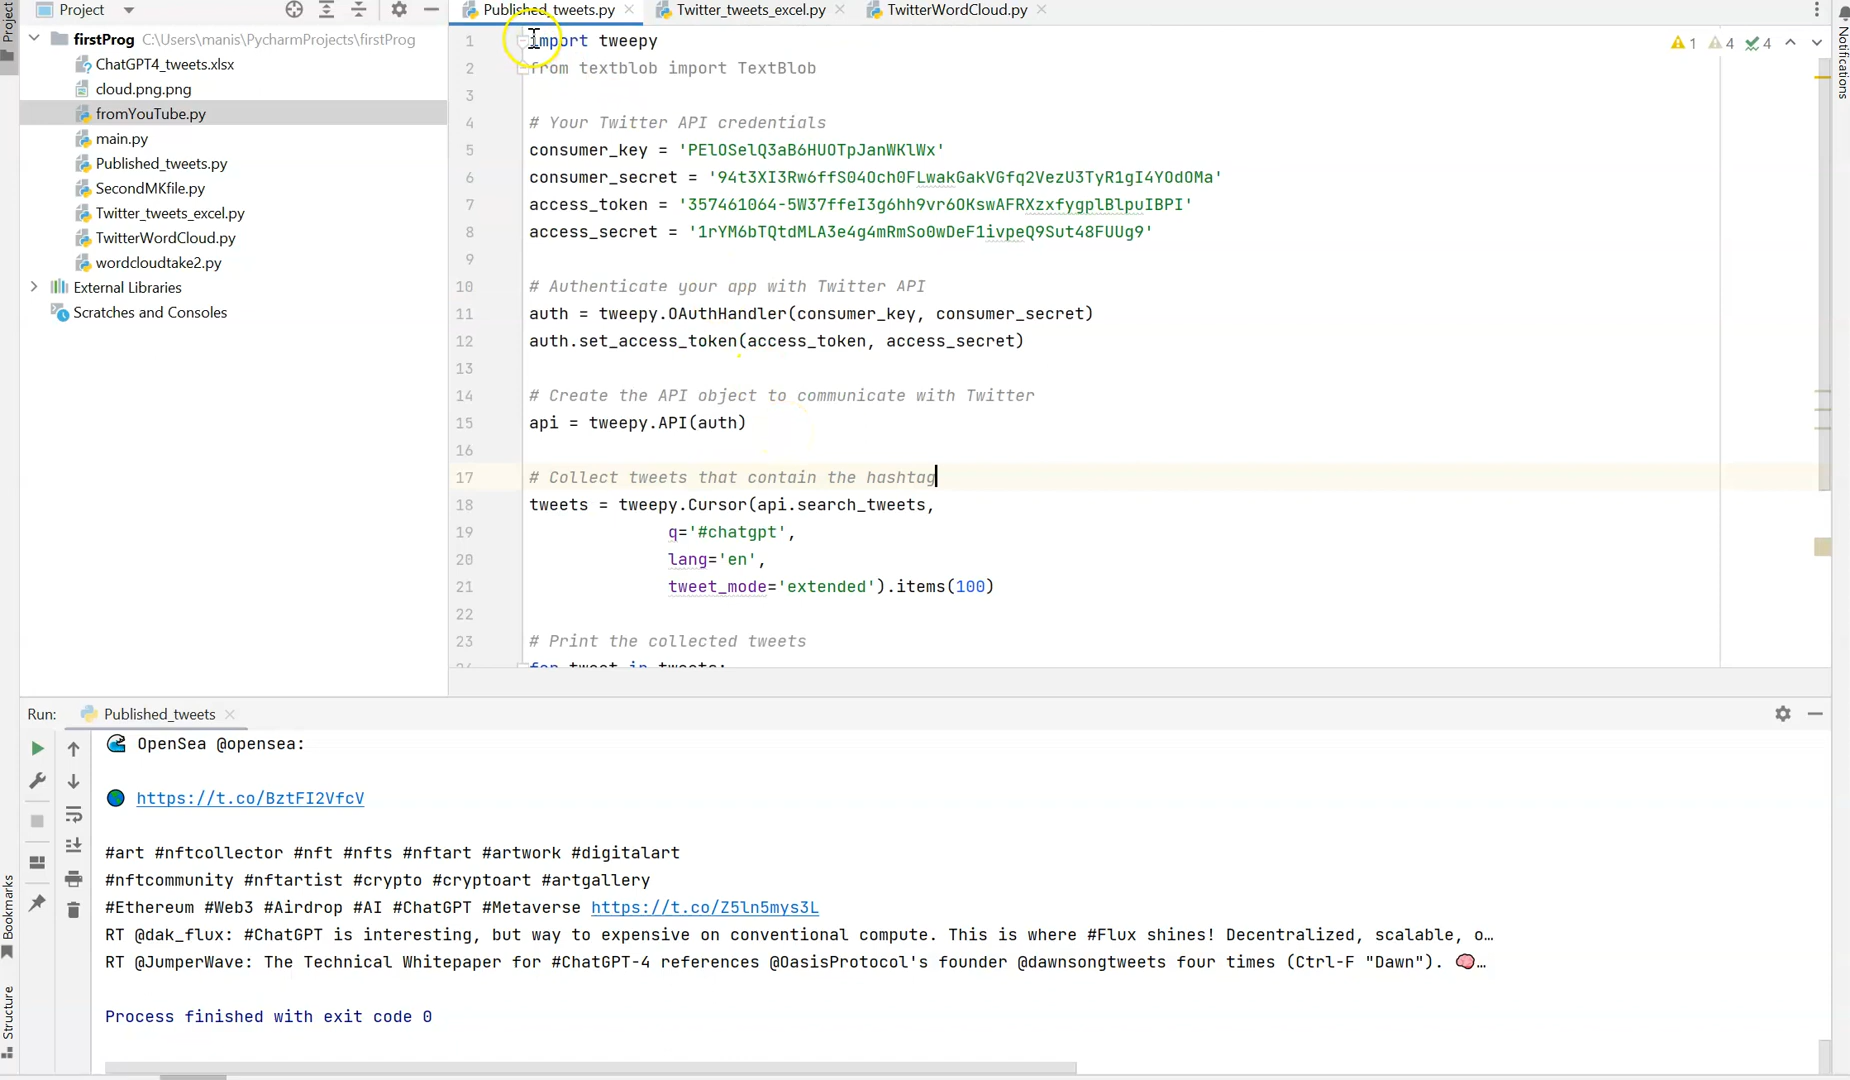 Project
firstProg C:\Users\manis\PycharmProjects\firstProg
ChatGPT4_tweets.xlsx
cloud.png.png
fromYouTube.py
main.py
Published_tweets.py
SecondMKfile.py
Twitter_tweets_excel.py
TwitterWordCloud.py
wordcloudtake2.py
External Libraries
Scratches and Consoles
Project
Bookmarks
Structure
Published_tweets.py Twitter_tweets_excel.py TwitterWordCloud.py
1 import tweepy
2 from textblob import TextBlob
3
4 # Your Twitter API credentials
5 consumer_key = 'PElOSelQ3aB6HUOTpJanWKlWx'
6 consumer_secret = '94t3XI3Rw6ffS04Och0FLwakGakVGfq2VezU3TyR1gI4YOdOMa'
7 access_token = '357461064-5W37ffeI3g6hh9vr6OKswAFRXzxfygplBlpuIBPI'
8 access_secret = '1rYM6bTQtdMLA3e4g4mRmSo0wDeF1ivpeQ9Sut48FUUg9'
9
10 # Authenticate your app with Twitter API
11 auth = tweepy.OAuthHandler(consumer_key, consumer_secret)
12 auth.set_access_token(access_token, access_secret)
13
14 # Create the API object to communicate with Twitter
15 api = tweepy.API(auth)
16
17 # Collect tweets that contain the hashtag
18 tweets = tweepy.Cursor(api.search_tweets,
19 q='#chatgpt',
20 lang='en',
21 tweet_mode='extended').items(100)
22
23 # Print the collected tweets
for tweet in tweets:
1 4 4
Notifications
Run: Published_tweets
🌊 OpenSea @opensea:
🌍 https://t.co/BztFI2VfcV
#art #nftcollector #nft #nfts #nftart #artwork #digitalart
#nftcommunity #nftartist #crypto #cryptoart #artgallery
#Ethereum #Web3 #Airdrop #AI #ChatGPT #Metaverse https://t.co/Z5ln5mys3L
RT @dak_flux: #ChatGPT is interesting, but way to expensive on conventional compute. This is where #Flux shines! Decentralized, scalable, o…
RT @JumperWave: The Technical Whitepaper for #ChatGPT-4 references @OasisProtocol's founder @dawnsongtweets four times (Ctrl-F "Dawn"). 🧠…
Process finished with exit code 0